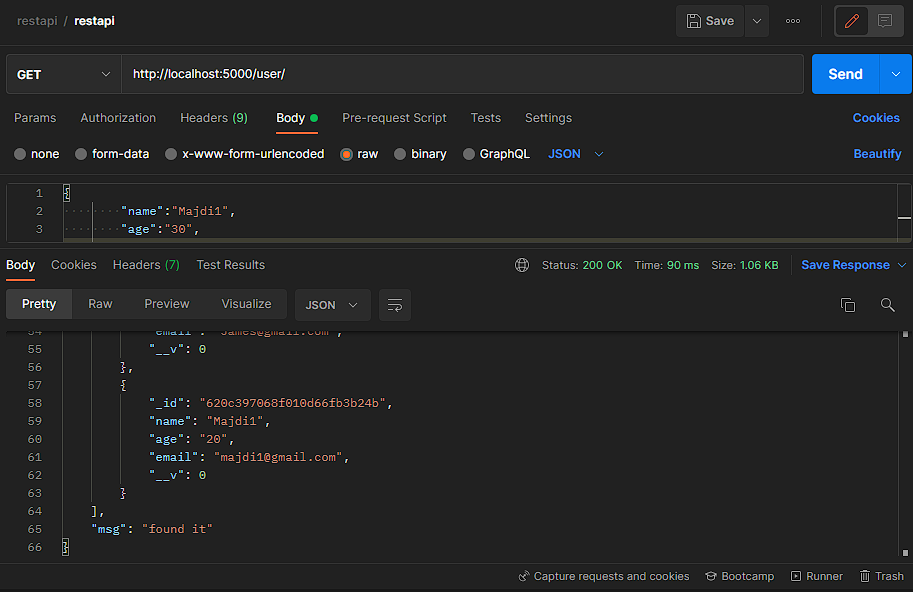 restapi / restapi Save
GET http://localhost:5000/user/ Send
Params Authorization Headers (9) Body Pre-request Script Tests Settings Cookies
none form-data x-www-form-urlencoded raw binary GraphQL JSON Beautify
1 {
2 "name":"Majdi1",
3 "age":"30",
Body Cookies Headers (7) Test Results Status: 200 OK Time: 90 ms Size: 1.06 KB Save Response
Pretty Raw Preview Visualize JSON
54 "email": "James@gmail.com",
55 "__v": 0
56 },
57 {
58 "_id": "620c397068f010d66fb3b24b",
59 "name": "Majdi1",
60 "age": "20",
61 "email": "majdi1@gmail.com",
62 "__v": 0
63 }
64 ],
65 "msg": "found it"
66 }
Capture requests and cookies Bootcamp Runner Trash